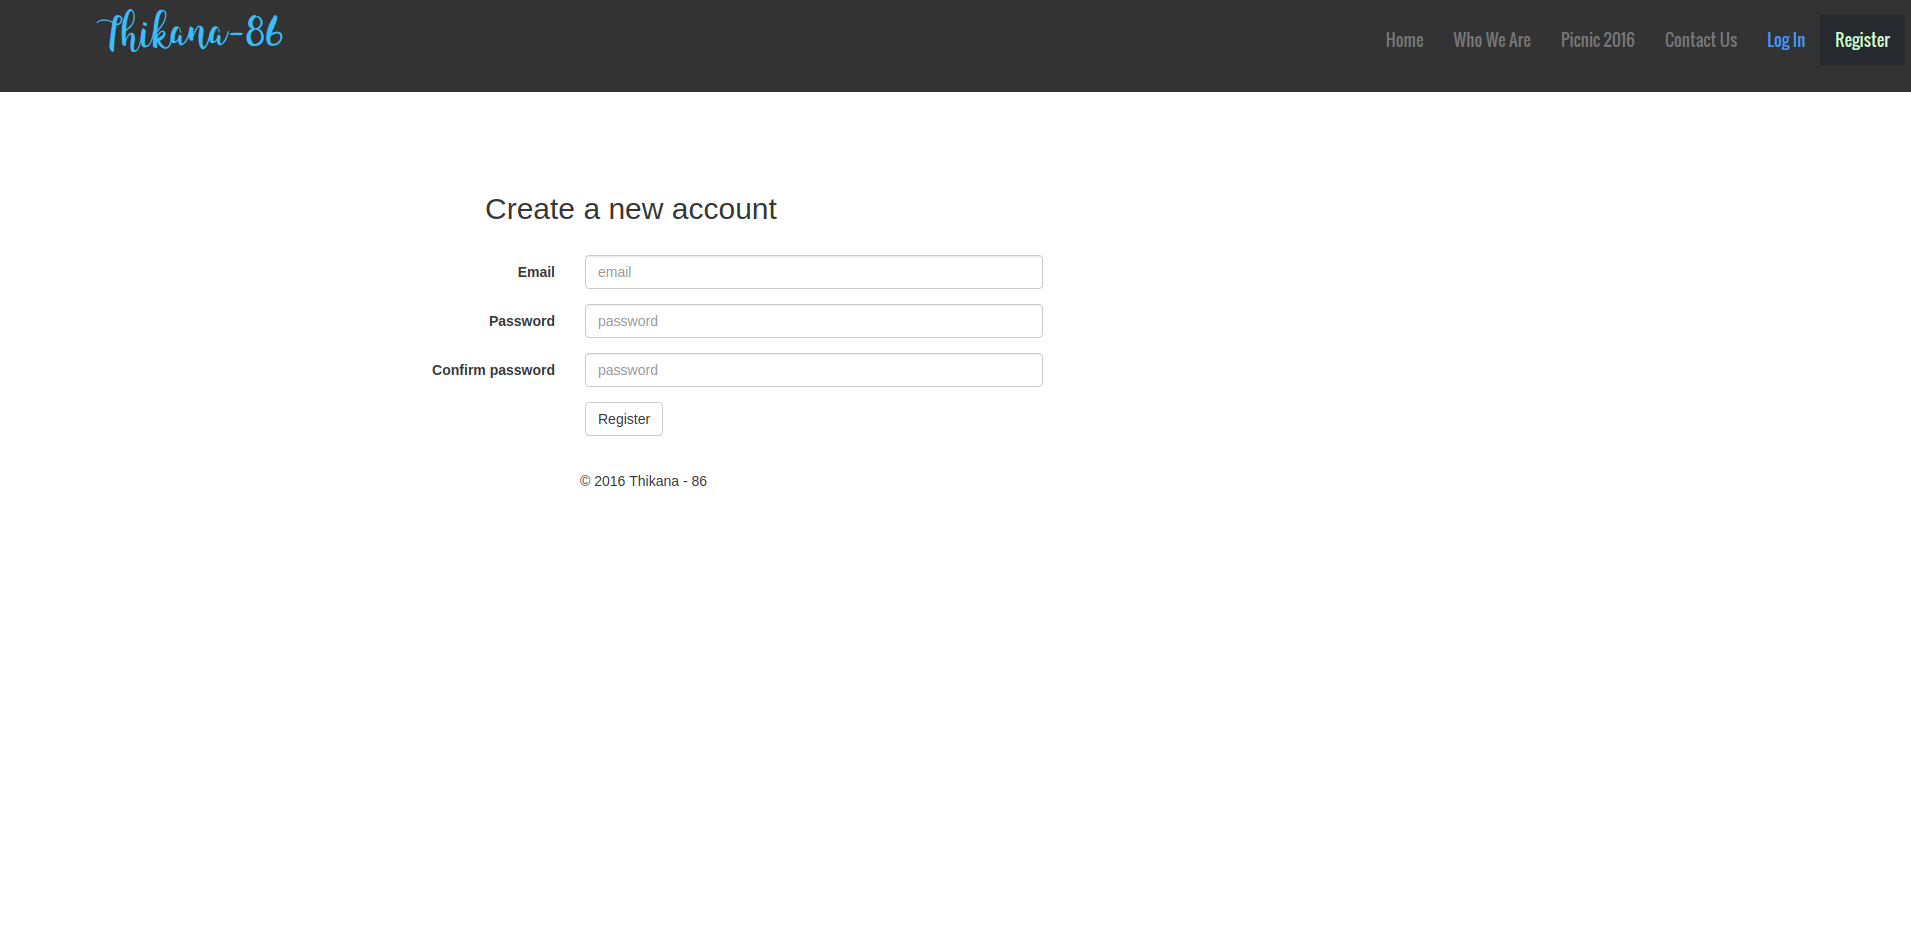 Thikana-86
Home Who We Are Picnic 2016 Contact Us Log In Register
Create a new account
Email email
Password password
Confirm password password
Register
© 2016 Thikana - 86